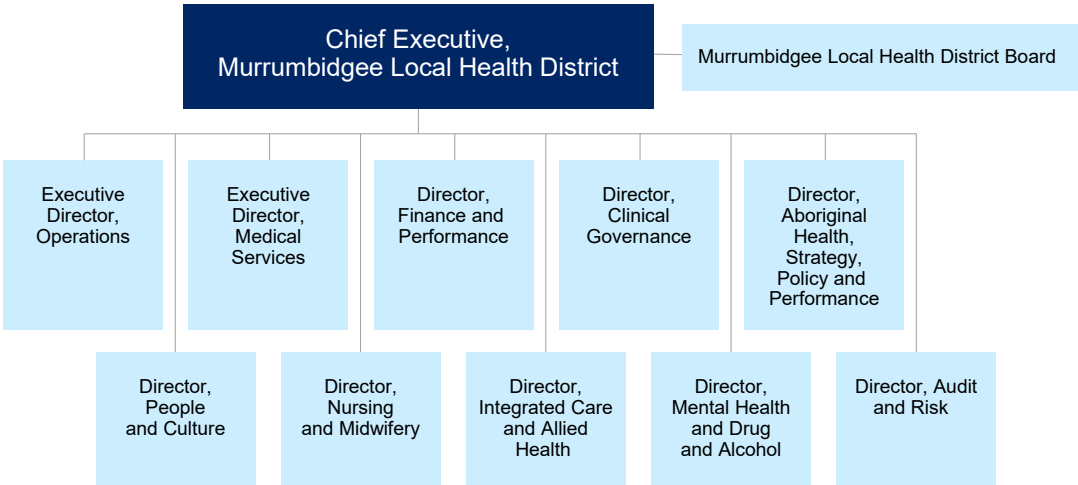 Chief Executive,
Murrumbidgee Local Health District
Murrumbidgee Local Health District Board
Executive
Director,
Operations
Executive
Director,
Medical
Services
Director,
Finance and
Performance
Director,
Clinical
Governance
Director,
Aboriginal
Health,
Strategy,
Policy and
Performance
Director,
People
and Culture
Director,
Nursing
and Midwifery
Director,
Integrated Care
and Allied
Health
Director,
Mental Health
and Drug
and Alcohol
Director, Audit
and Risk